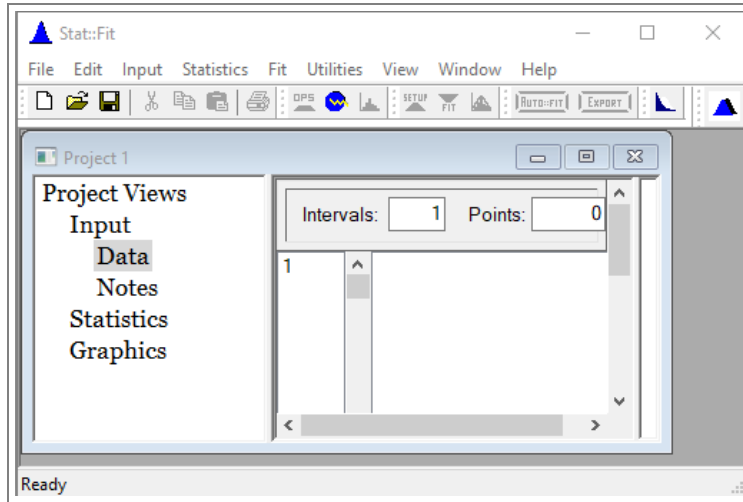 Stat::Fit
File Edit Input Statistics Fit Utilities View Window Help
OPS SETUP FIT AUTO::FIT EXPORT
Project 1
Project Views
Input
Data
Notes
Statistics
Graphics
Intervals: 1 Points: 0
1
Ready